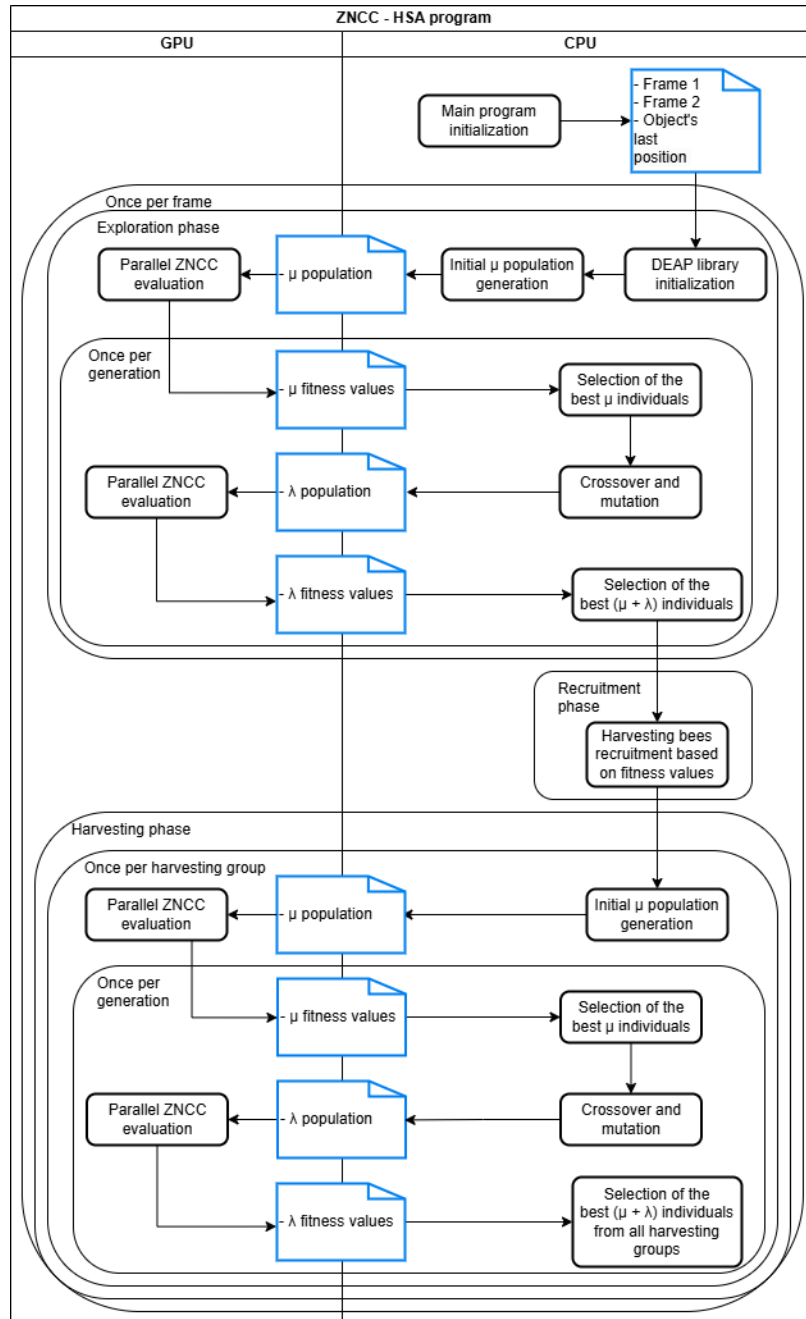 ZNCC - HSA program
GPU
CPU
Main program
initialization
- Frame 1
- Frame 2
- Object's
last
position
Once per frame
Exploration phase
Parallel ZNCC
evaluation
- μ population
Initial μ population
generation
DEAP library
initialization
Once per
generation
- μ fitness values
Selection of the
best μ individuals
Parallel ZNCC
evaluation
- λ population
Crossover and
mutation
- λ fitness values
Selection of the
best (μ + λ) individuals
Recruitment
phase
Harvesting bees
recruitment based
on fitness values
Harvesting phase
Once per harvesting group
Parallel ZNCC
evaluation
- μ population
Initial μ population
generation
Once per
generation
- μ fitness values
Selection of the
best μ individuals
Parallel ZNCC
evaluation
- λ population
Crossover and
mutation
- λ fitness values
Selection of the
best (μ + λ) individuals
from all harvesting
groups